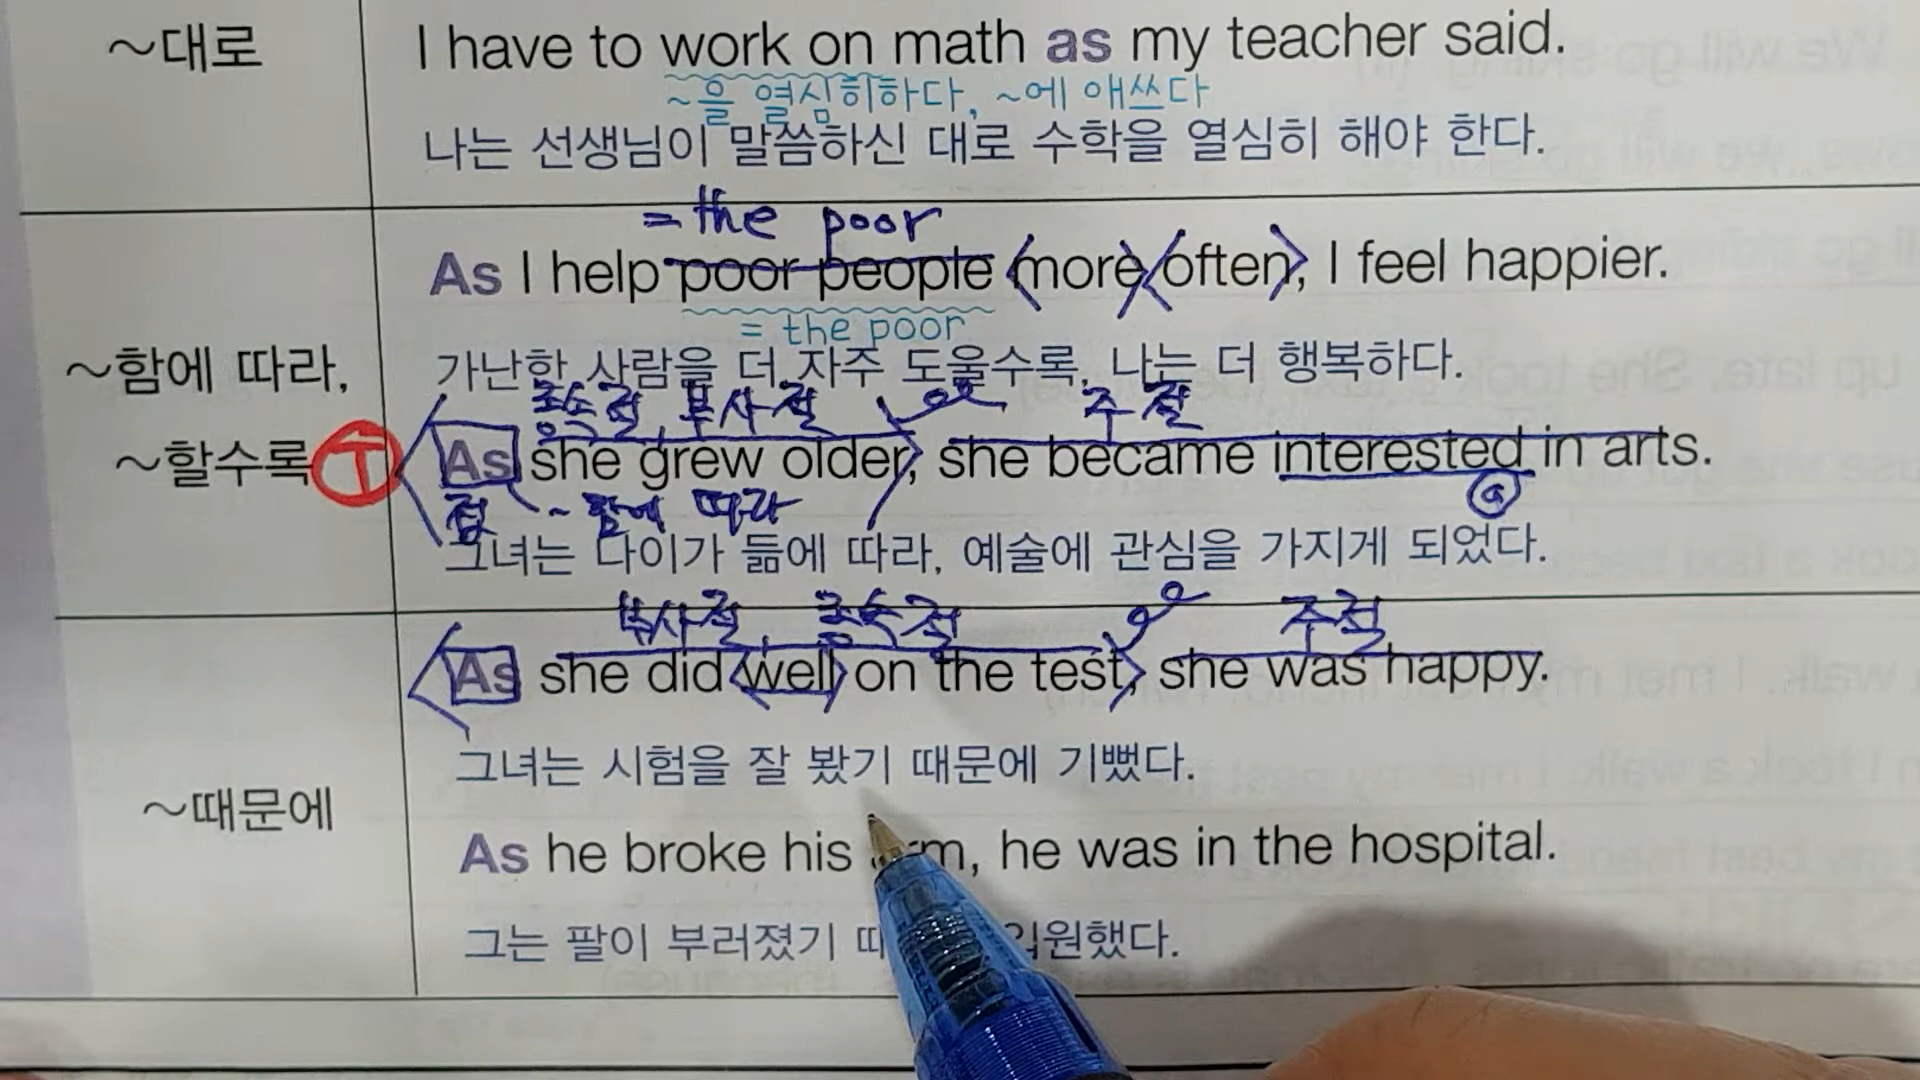 ~대로
I have to work on math as my teacher said.
~을 열심히하다, ~에 애쓰다
나는 선생님이 말씀하신 대로 수학을 열심히 해야 한다.
= the poor
As I help poor people more often, I feel happier.
= the poor
~함에 따라,
가난한 사람을 더 자주 도울수록, 나는 더 행복하다.
종속절, 부사절 주절
~할수록
As she grew older, she became interested in arts.
접 ~함에 따라 ⓐ
그녀는 나이가 듦에 따라, 예술에 관심을 가지게 되었다.
부사절, 종속절 주절
As she did well on the test, she was happy.
그녀는 시험을 잘 봤기 때문에 기뻤다.
~때문에
As he broke his arm, he was in the hospital.
그는 팔이 부러졌기 입원했다.